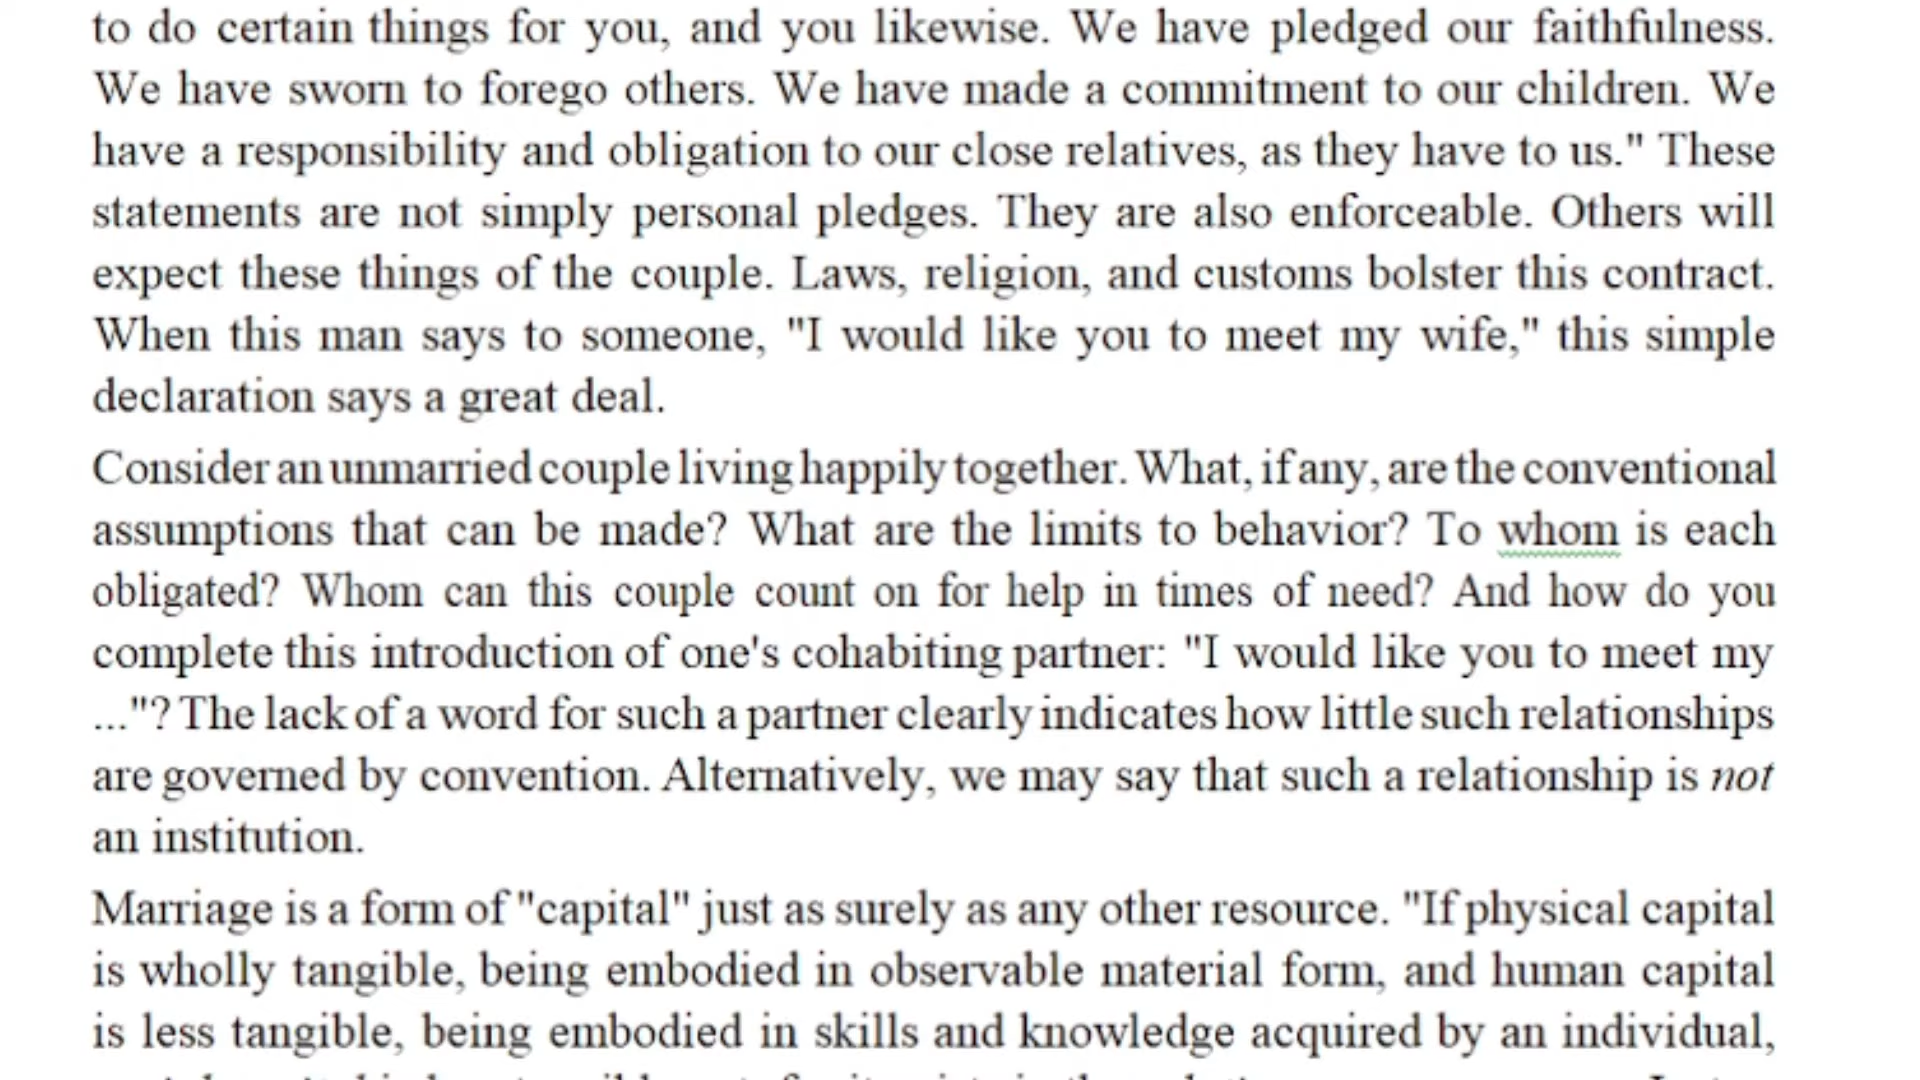 to do certain things for you, and you likewise. We have pledged our faithfulness.
We have sworn to forego others. We have made a commitment to our children. We
have a responsibility and obligation to our close relatives, as they have to us." These
statements are not simply personal pledges. They are also enforceable. Others will
expect these things of the couple. Laws, religion, and customs bolster this contract.
When this man says to someone, "I would like you to meet my wife," this simple
declaration says a great deal.
Consider an unmarried couple living happily together. What, if any, are the conventional
assumptions that can be made? What are the limits to behavior? To whom is each
obligated? Whom can this couple count on for help in times of need? And how do you
complete this introduction of one's cohabiting partner: "I would like you to meet my
..."? The lack of a word for such a partner clearly indicates how little such relationships
are governed by convention. Alternatively, we may say that such a relationship is not
an institution.
Marriage is a form of "capital" just as surely as any other resource. "If physical capital
is wholly tangible, being embodied in observable material form, and human capital
is less tangible, being embodied in skills and knowledge acquired by an individual,